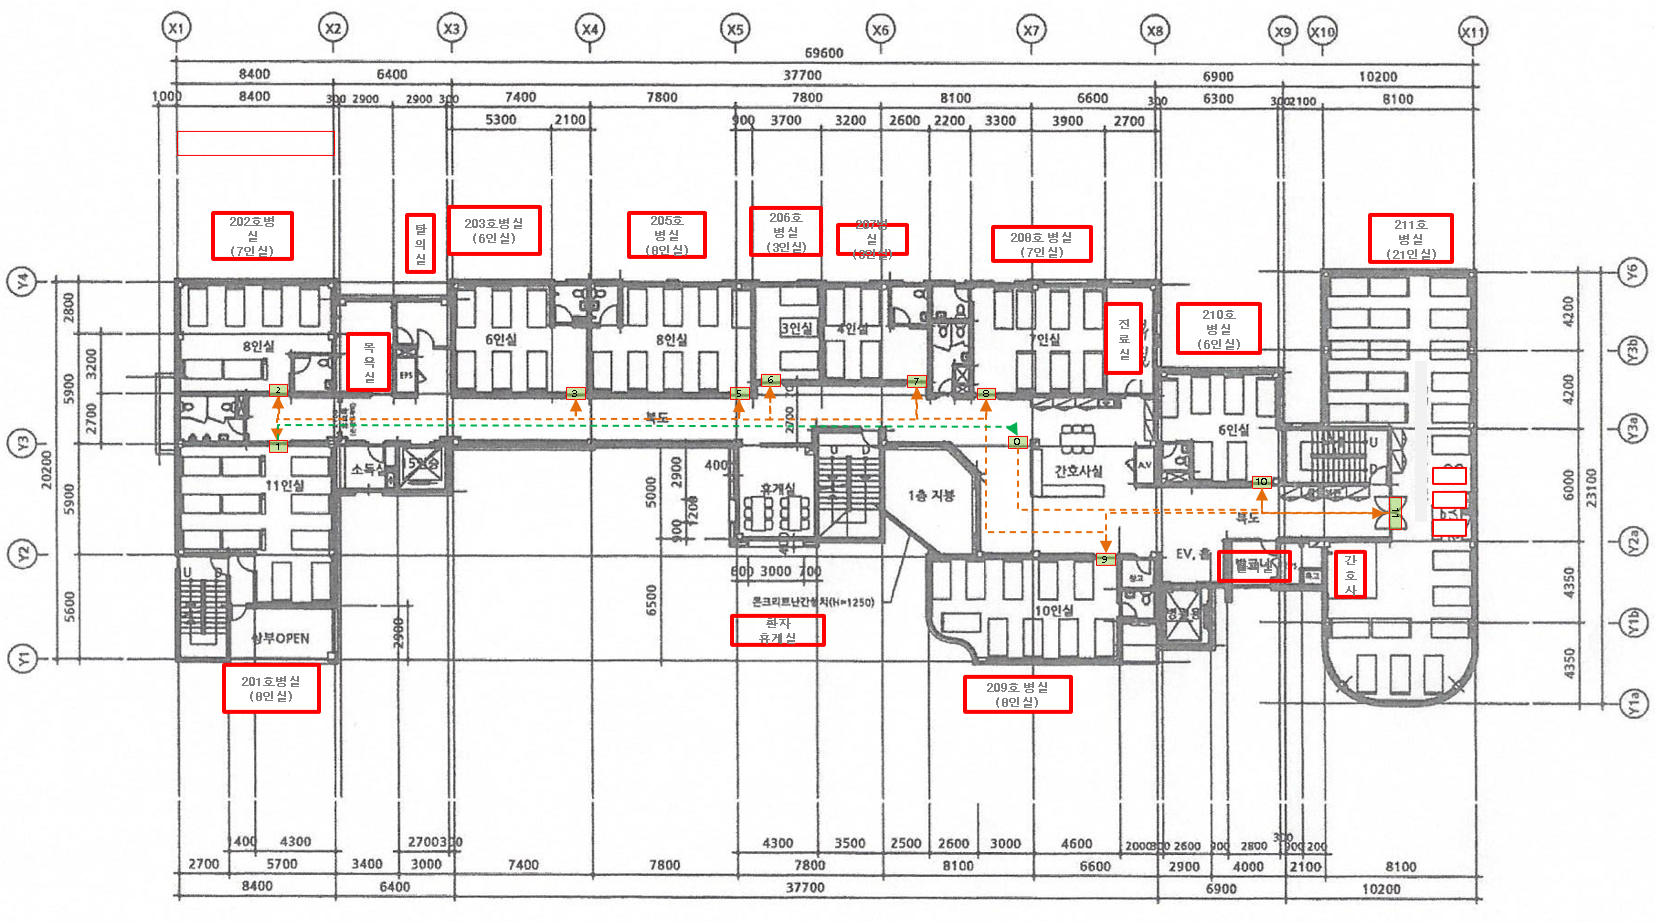 X1 X2 X3 X4 X5 X6 X7 X8 X9 X10 X11
69600
8400 6400 37700 6900 10200
1000 8400 300 2900 2900 300 7400 7800 7800 8100 6600 300 6300 300 2100 8100
5300 2100 900 3700 3200 2600 2200 3300 3900 2700
202호병
실
(7인실)
탈
의
실
203호병실
(6인실)
205호
병실
(8인실)
206호
병실
(3인실)
207병
실
208호 병실
(7인실)
211호
병실
(21인실)
Y4
Y6
2800
3200
5900
2700
20200
5900
5600
4200
4200
6000
23100
4350
4350
목
욕
실
진
료
실
210호
병실
(6인실)
8인실
EPS
6인실
8인실
3인실
4인실
7인실
Y3b
2 3 5 6 7 8
복도
2700
Y3
Y3a
1 0
11인실
소독실
400
2900
5000
1200
900
휴게실
U D
1층 지붕
간호사실
A.V
6인실
10
11
U
D
복도
Y2
Y2a
EV, 홀
9
600 3000 700
콘크리트난간설치(H=1250)
6500
창고
간
호
사
U D
10인실
병원용
상부OPEN
2900
환자
휴게실
Y1b
Y1
201호병실
(8인실)
209호 병실
(8인실)
Y1a
1400 4300 2700 300 4300 3500 2500 2600 3000 4600 2000 300 2600 900 2800 300 900 1200
2700 5700 3400 3000 7400 7800 7800 8100 6600 2900 4000 2100 8100
8400 6400 37700 6900 10200